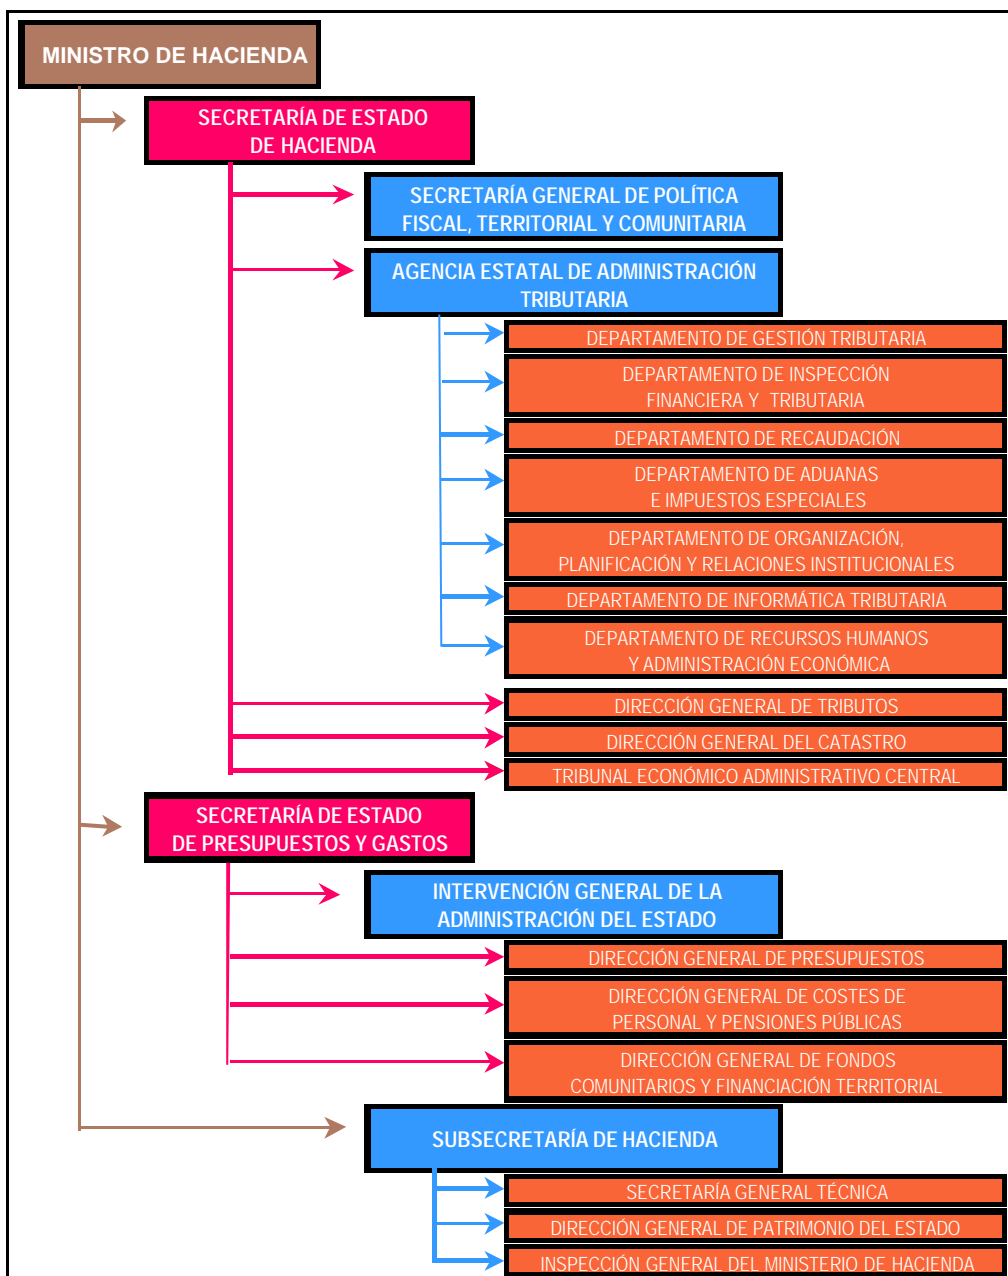 MINISTRO DE HACIENDA
SECRETARÍA DE ESTADO
DE HACIENDA
SECRETARÍA GENERAL DE POLÍTICA
FISCAL, TERRITORIAL Y COMUNITARIA
AGENCIA ESTATAL DE ADMINISTRACIÓN
TRIBUTARIA
DEPARTAMENTO DE GESTIÓN TRIBUTARIA
DEPARTAMENTO DE INSPECCIÓN
FINANCIERA Y TRIBUTARIA
DEPARTAMENTO DE RECAUDACIÓN
DEPARTAMENTO DE ADUANAS
E IMPUESTOS ESPECIALES
DEPARTAMENTO DE ORGANIZACIÓN,
PLANIFICACIÓN Y RELACIONES INSTITUCIONALES
DEPARTAMENTO DE INFORMÁTICA TRIBUTARIA
DEPARTAMENTO DE RECURSOS HUMANOS
Y ADMINISTRACIÓN ECONÓMICA
DIRECCIÓN GENERAL DE TRIBUTOS
DIRECCIÓN GENERAL DEL CATASTRO
TRIBUNAL ECONÓMICO ADMINISTRATIVO CENTRAL
SECRETARÍA DE ESTADO
DE PRESUPUESTOS Y GASTOS
INTERVENCIÓN GENERAL DE LA
ADMINISTRACIÓN DEL ESTADO
DIRECCIÓN GENERAL DE PRESUPUESTOS
DIRECCIÓN GENERAL DE COSTES DE
PERSONAL Y PENSIONES PÚBLICAS
DIRECCIÓN GENERAL DE FONDOS
COMUNITARIOS Y FINANCIACIÓN TERRITORIAL
SUBSECRETARÍA DE HACIENDA
SECRETARÍA GENERAL TÉCNICA
DIRECCIÓN GENERAL DE PATRIMONIO DEL ESTADO
INSPECCIÓN GENERAL DEL MINISTERIO DE HACIENDA